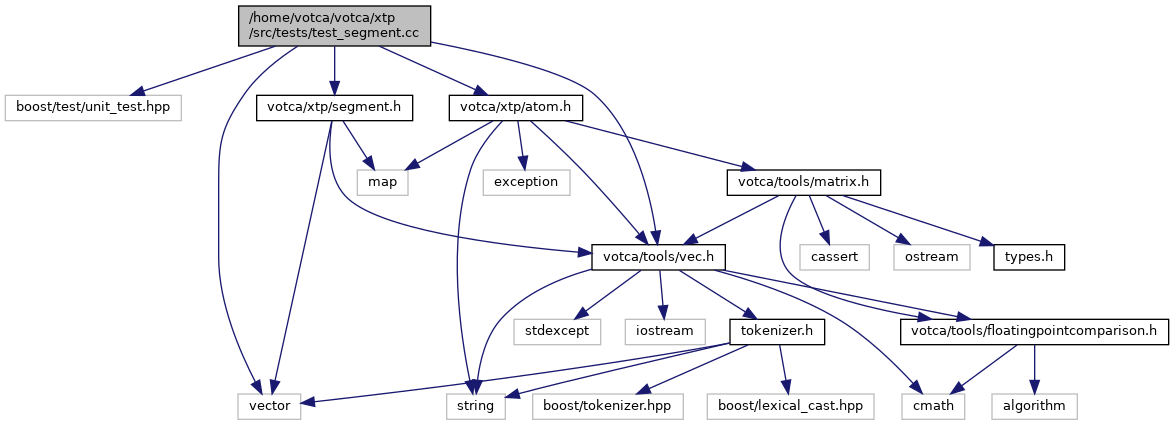 /home/votca/votca/xtp
/src/tests/test_segment.cc
boost/test/unit_test.hpp
votca/xtp/segment.h
votca/xtp/atom.h
map
exception
votca/tools/matrix.h
votca/tools/vec.h
cassert
ostream
types.h
stdexcept
iostream
tokenizer.h
votca/tools/floatingpointcomparison.h
vector
string
boost/tokenizer.hpp
boost/lexical_cast.hpp
cmath
algorithm